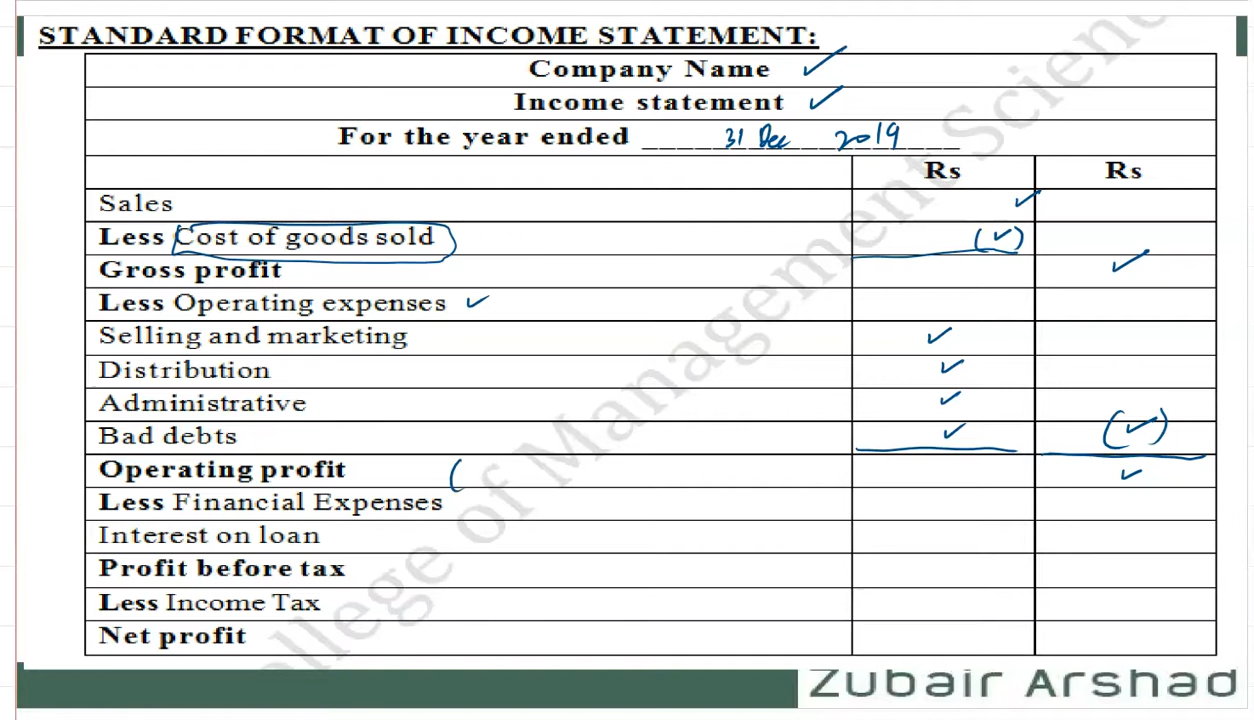 STANDARD FORMAT OF INCOME STATEMENT:
Company Name
Income statement
For the year ended 31 Dec 2019
Rs Rs
Sales
Less Cost of goods sold
Gross profit
Less Operating expenses
Selling and marketing
Distribution
Administrative
Bad debts
Operating profit
Less Financial Expenses
Interest on loan
Profit before tax
Less Income Tax
Net profit
College of Management Scienc
Zubair Arshad